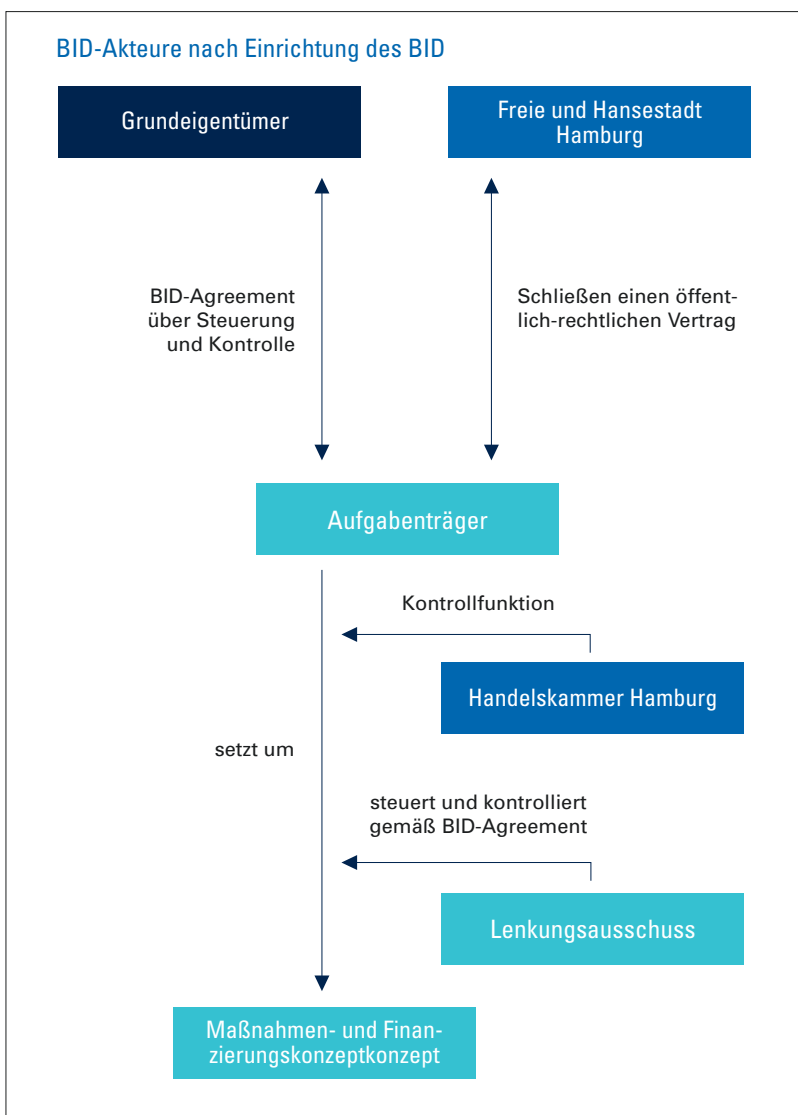 BID-Akteure nach Einrichtung des BID
Grundeigentümer
Freie und Hansestadt
Hamburg
BID-Agreement
über Steuerung
und Kontrolle
Schließen einen öffent-
lich-rechtlichen Vertrag
Aufgabenträger
Kontrollfunktion
Handelskammer Hamburg
setzt um
steuert und kontrolliert
gemäß BID-Agreement
Lenkungsausschuss
Maßnahmen- und Finan-
zierungskonzeptkonzept